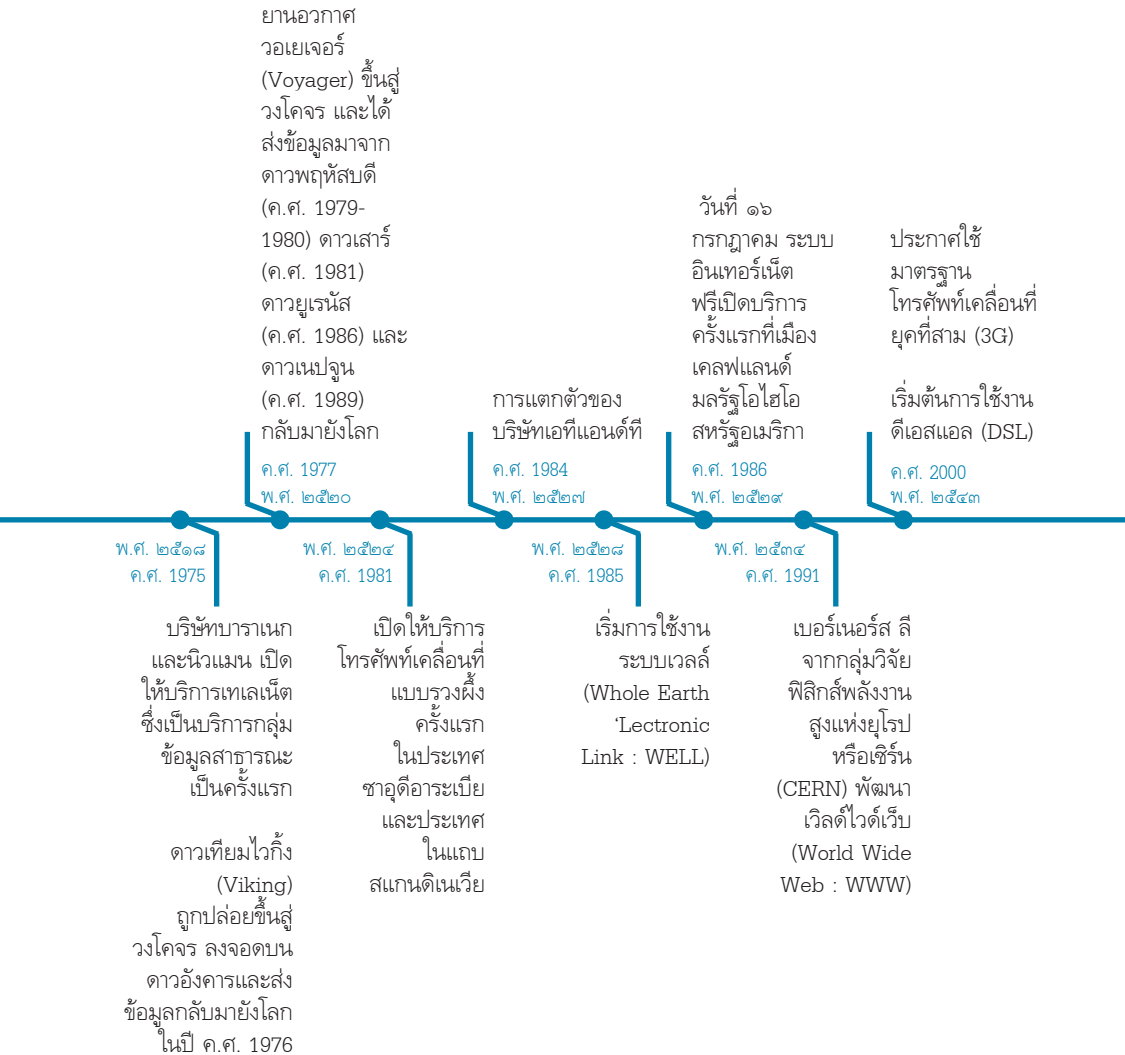 ยานอวกาศ
วอเยเจอร์
(Voyager) ขึ้นสู่
วงโคจร และได้
ส่งข้อมูลมาจาก
ดาวพฤหัสบดี
(ค.ศ. 1979-
1980) ดาวเสาร์
(ค.ศ. 1981)
ดาวยูเรนัส
(ค.ศ. 1986) และ
ดาวเนปจูน
(ค.ศ. 1989)
กลับมายังโลก
ค.ศ. 1977
พ.ศ. ๒๕๒๐
การแตกตัวของ
บริษัทเอทีแอนด์ที
ค.ศ. 1984
พ.ศ. ๒๕๒๗
วันที่ ๑๖
กรกฎาคม ระบบ
อินเทอร์เน็ต
ฟรีเปิดบริการ
ครั้งแรกที่เมือง
เคลฟแลนด์
มลรัฐโอไฮโอ
สหรัฐอเมริกา
ค.ศ. 1986
พ.ศ. ๒๕๒๙
ประกาศใช้
มาตรฐาน
โทรศัพท์เคลื่อนที่
ยุคที่สาม (3G)
เริ่มต้นการใช้งาน
ดีเอสแอล (DSL)
ค.ศ. 2000
พ.ศ. ๒๕๔๓
พ.ศ. ๒๕๑๘
ค.ศ. 1975
บริษัทบาราเนก
และนิวแมน เปิด
ให้บริการเทเลเน็ต
ซึ่งเป็นบริการกลุ่ม
ข้อมูลสาธารณะ
เป็นครั้งแรก
ดาวเทียมไวกิ้ง
(Viking)
ถูกปล่อยขึ้นสู่
วงโคจร ลงจอดบน
ดาวอังคารและส่ง
ข้อมูลกลับมายังโลก
ในปี ค.ศ. 1976
พ.ศ. ๒๕๒๔
ค.ศ. 1981
เปิดให้บริการ
โทรศัพท์เคลื่อนที่
แบบรวงผึ้ง
ครั้งแรก
ในประเทศ
ซาอุดีอาระเบีย
และประเทศ
ในแถบ
สแกนดิเนเวีย
พ.ศ. ๒๕๒๘
ค.ศ. 1985
เริ่มการใช้งาน
ระบบเวลล์
(Whole Earth
‘Lectronic
Link : WELL)
พ.ศ. ๒๕๓๔
ค.ศ. 1991
เบอร์เนอร์ส ลี
จากกลุ่มวิจัย
ฟิสิกส์พลังงาน
สูงแห่งยุโรป
หรือเซิร์น
(CERN) พัฒนา
เวิลด์ไวด์เว็บ
(World Wide
Web : WWW)